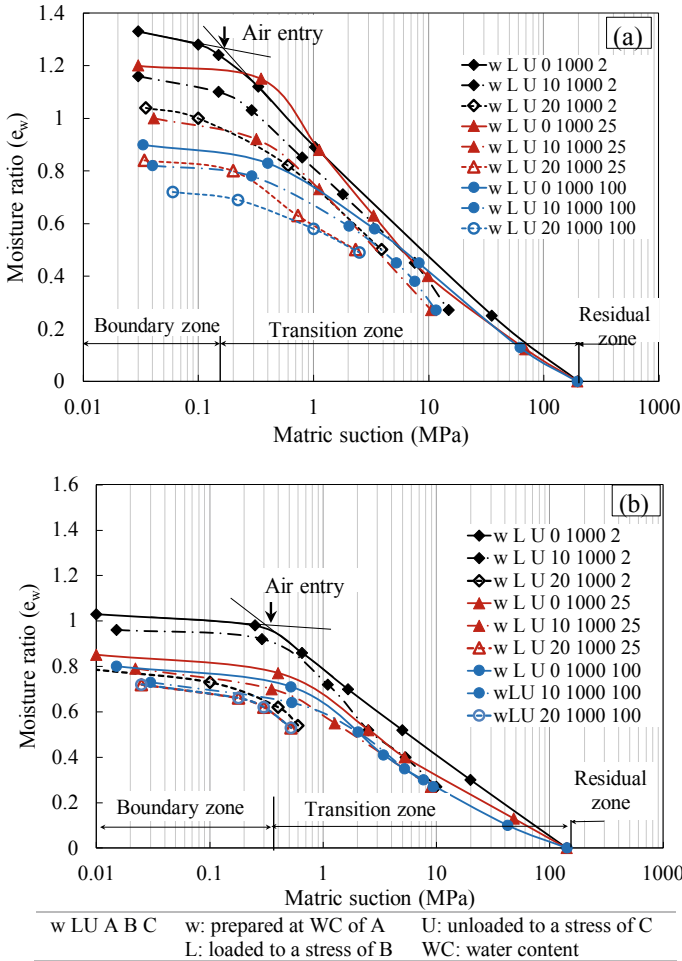 (a)
Air entry
w L U 0 1000 2
w L U 10 1000 2
w L U 20 1000 2
w L U 0 1000 25
w L U 10 1000 25
w L U 20 1000 25
w L U 0 1000 100
w L U 10 1000 100
w L U 20 1000 100
Moisture ratio (e_w)
1.4
1.2
1
0.8
0.6
0.4
0.2
0
Boundary zone
Transition zone
Residual
zone
0.01 0.1 1 10 100 1000
Matric suction (MPa)
(b)
Air entry
w L U 0 1000 2
w L U 10 1000 2
w L U 20 1000 2
w L U 0 1000 25
w L U 10 1000 25
w L U 20 1000 25
w L U 0 1000 100
wLU 10 1000 100
wLU 20 1000 100
Moisture ratio (e_w)
1.6
1.4
1.2
1
0.8
0.6
0.4
0.2
0
Boundary zone
Transition zone
Residual
zone
0.01 0.1 1 10 100 1000
Matric suction (MPa)
w LU A B C w: prepared at WC of A U: unloaded to a stress of C
L: loaded to a stress of B WC: water content